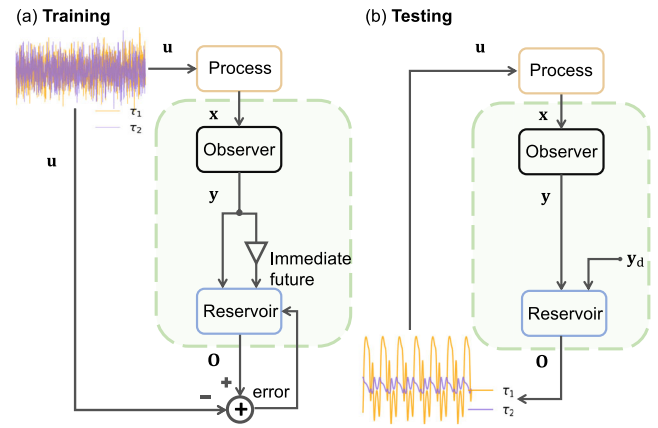 (a) Training
u
Process
τ1
τ2
x
Observer
u
y
Immediate
future
Reservoir
O
+
error
−
+
(b) Testing
u
Process
x
Observer
y
yd
Reservoir
O
τ1
τ2